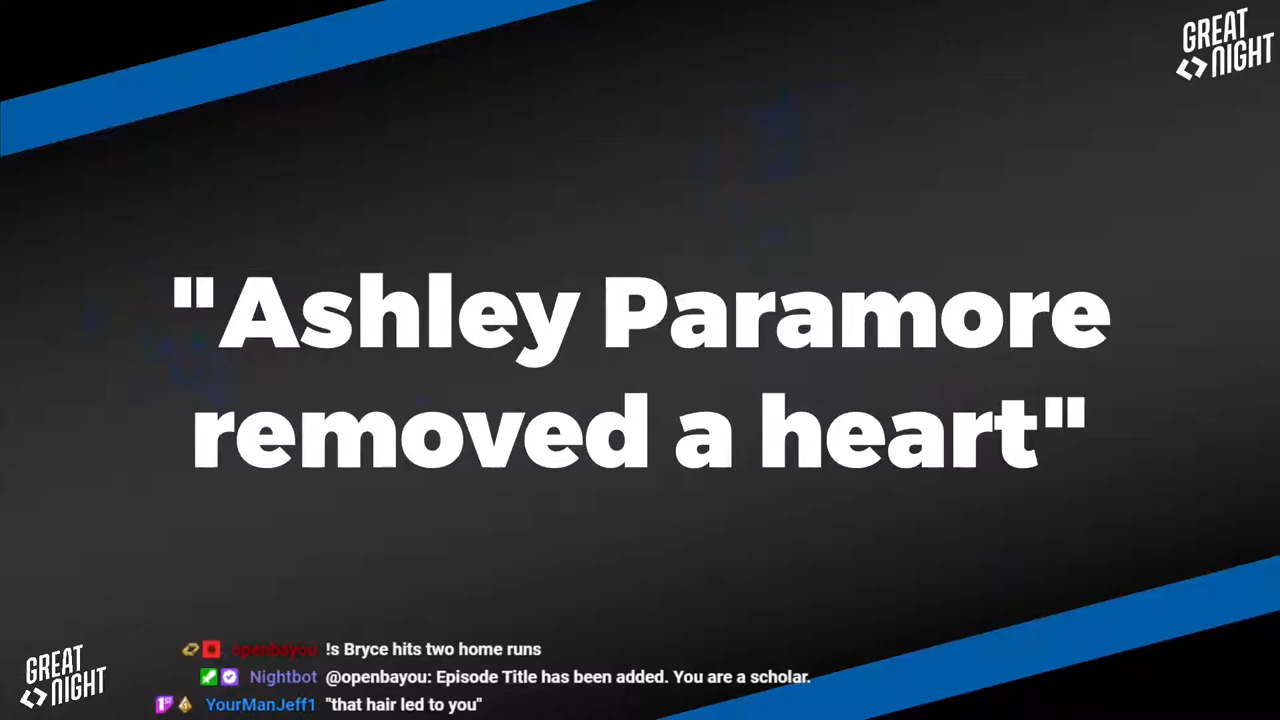 GREAT
NIGHT
"Ashley Paramore
removed a heart"
openbayou !s Bryce hits two home runs
Nightbot @openbayou: Episode Title has been added. You are a scholar.
YourManJeff1 "that hair led to you"
GREAT
NIGHT